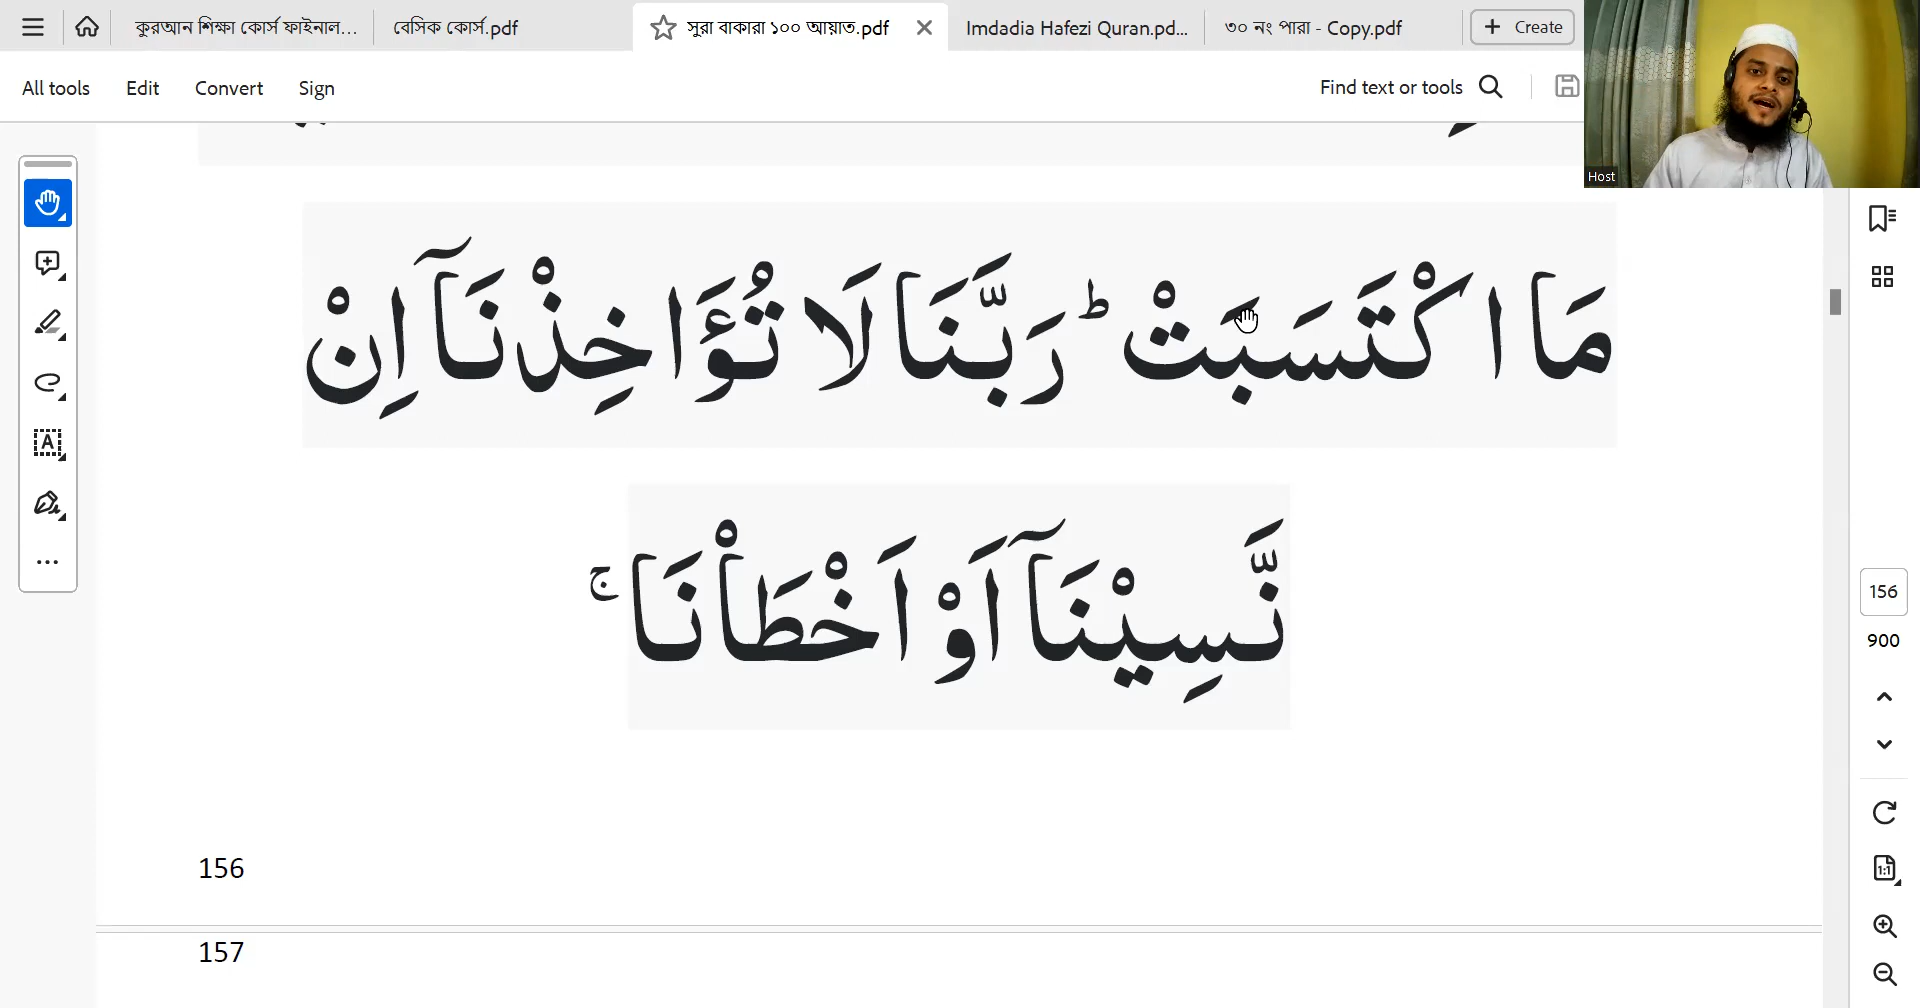 কুরআন শিক্ষা কোর্স ফাইনাল...
বেসিক কোর্স.pdf
সুরা বাকারা ১০০ আয়াত.pdf
Imdadia Hafezi Quran.pd...
৩০ নং পারা - Copy.pdf
Create
All tools
Edit
Convert
Sign
Find text or tools
Host
مَا اكْتَسَبَتْ ؕ رَبَّنَا لَا تُؤَاخِذْنَاۤ اِنْ
نَّسِيْنَاۤ اَوْ اَخْطَاْنَا ۚ
156
900
156
157